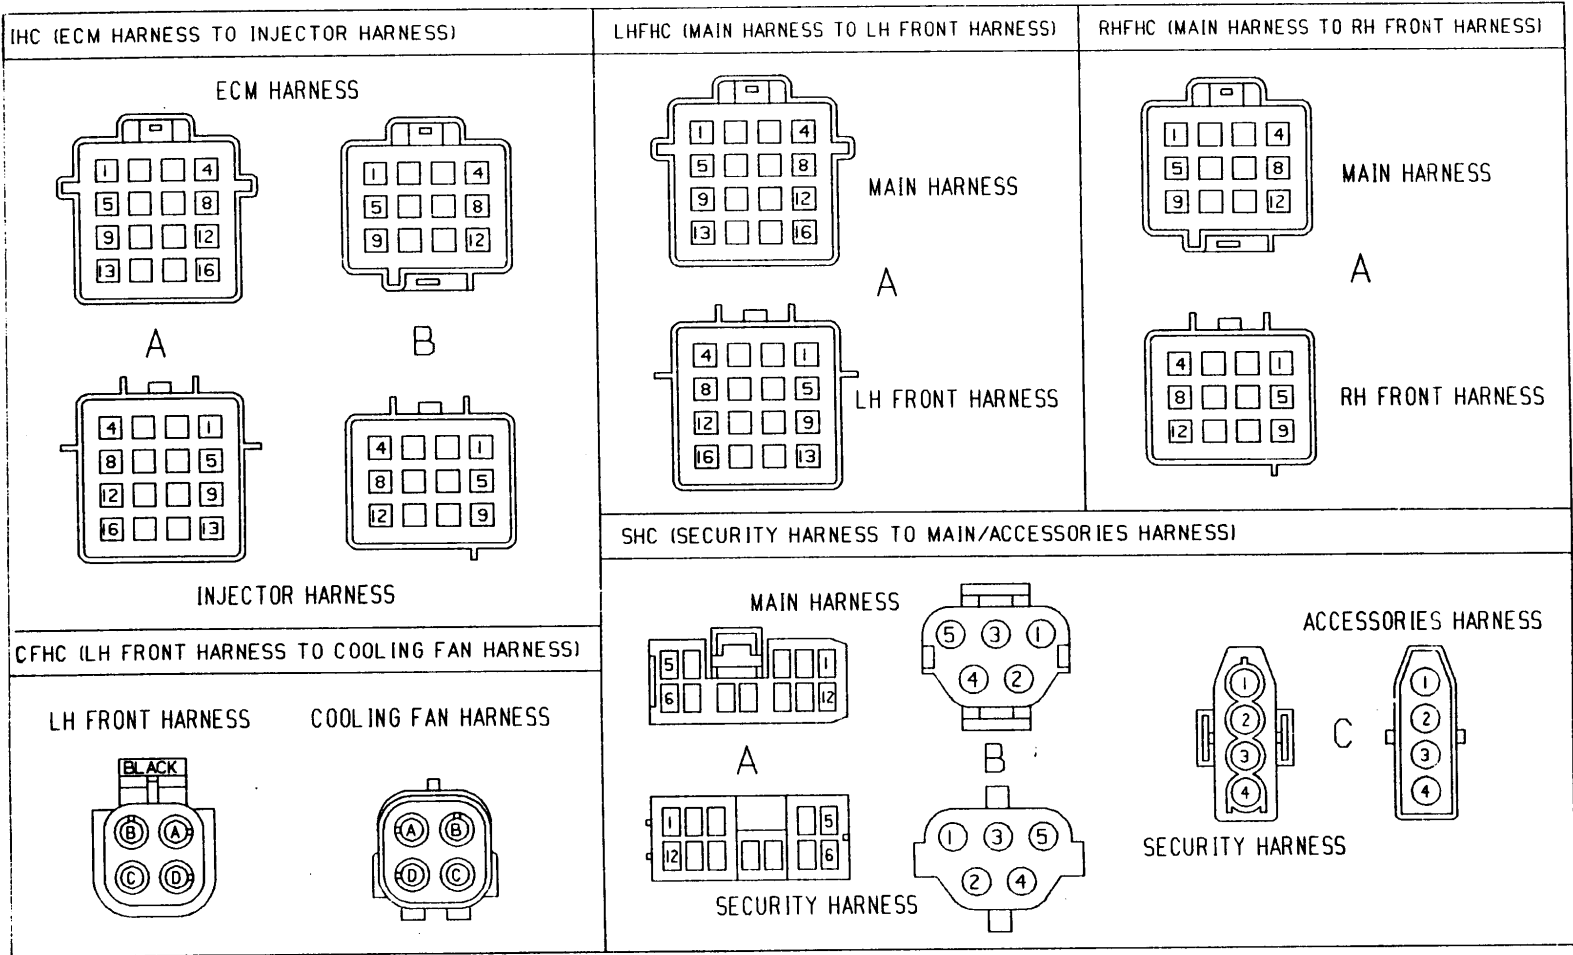 IHC (ECM HARNESS TO INJECTOR HARNESS)
ECM HARNESS
1 4
5 8
9 12
13 16
1 4
5 8
9 12
A
B
4 1
8 5
12 9
16 13
4 1
8 5
12 9
INJECTOR HARNESS
LHFHC (MAIN HARNESS TO LH FRONT HARNESS)
1 4
5 8
9 12
13 16
MAIN HARNESS
A
4 1
8 5
12 9
16 13
LH FRONT HARNESS
RHFHC (MAIN HARNESS TO RH FRONT HARNESS)
1 4
5 8
9 12
MAIN HARNESS
A
4 1
8 5
12 9
RH FRONT HARNESS
CFHC (LH FRONT HARNESS TO COOLING FAN HARNESS)
LH FRONT HARNESS
BLACK
B A
C D
COOLING FAN HARNESS
A B
D C
SHC (SECURITY HARNESS TO MAIN/ACCESSORIES HARNESS)
MAIN HARNESS
5 1
6 12
5 3 1
4 2
A
B
1 5
12 6
1 3 5
2 4
SECURITY HARNESS
ACCESSORIES HARNESS
1
2
3
4
C
1
2
3
4
SECURITY HARNESS